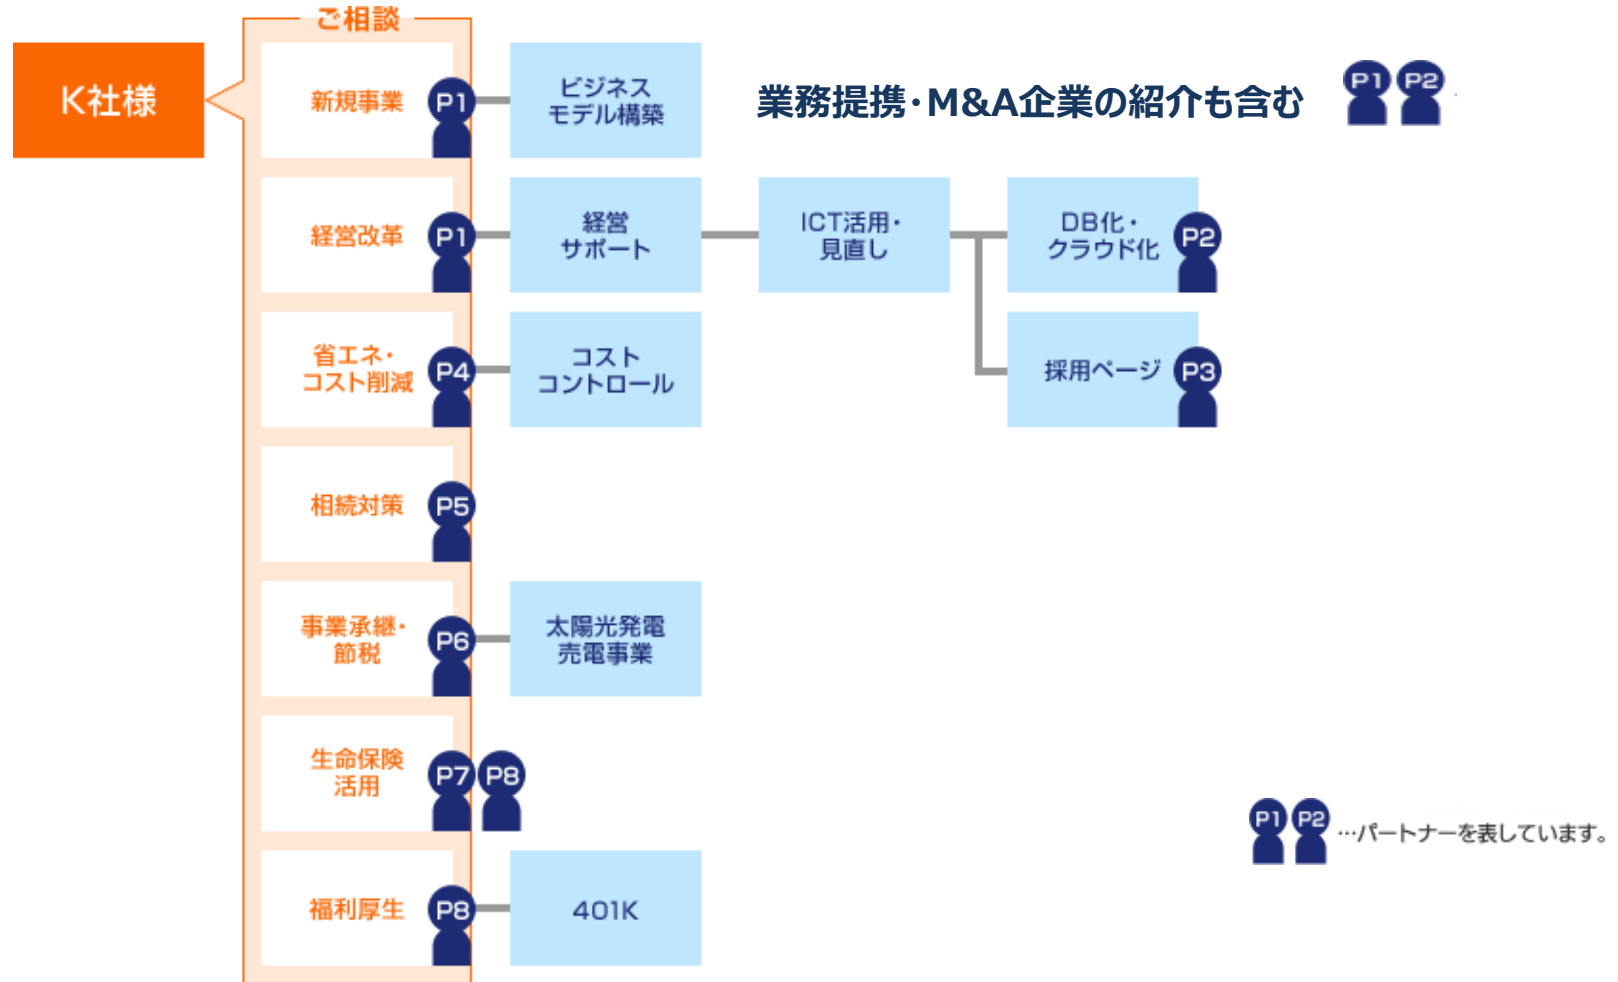 ご相談
K社様
新規事業
P1
ビジネス
モデル構築
業務提携・M&A企業の紹介も含む
P1 P2
経営改革
P1
経営
サポート
ICT活用・
見直し
DB化・
クラウド化
P2
省エネ・
コスト削減
P4
コスト
コントロール
採用ページ
P3
相続対策
P5
事業承継・
節税
P6
太陽光発電
売電事業
生命保険
活用
P7 P8
P1 P2 …パートナーを表しています。
福利厚生
P8
401K